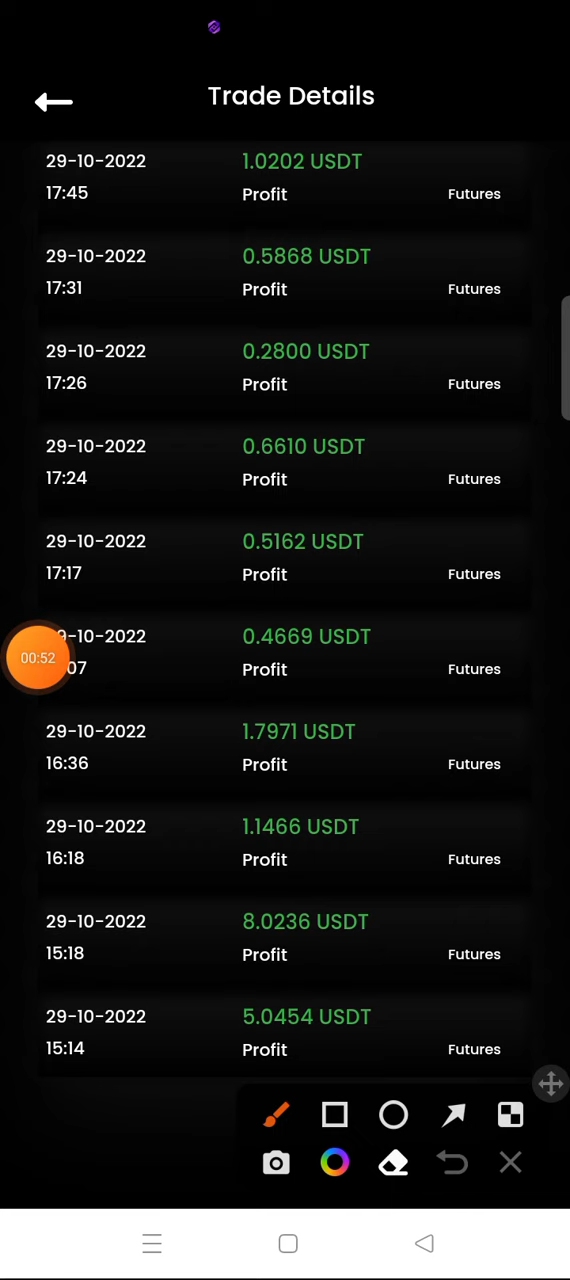 Trade Details
29-10-2022 1.0202 USDT
17:45 Profit Futures
29-10-2022 0.5868 USDT
17:31 Profit Futures
29-10-2022 0.2800 USDT
17:26 Profit Futures
29-10-2022 0.6610 USDT
17:24 Profit Futures
29-10-2022 0.5162 USDT
17:17 Profit Futures
9-10-2022 0.4669 USDT
00:52
07 Profit Futures
29-10-2022 1.7971 USDT
16:36 Profit Futures
29-10-2022 1.1466 USDT
16:18 Profit Futures
29-10-2022 8.0236 USDT
15:18 Profit Futures
29-10-2022 5.0454 USDT
15:14 Profit Futures